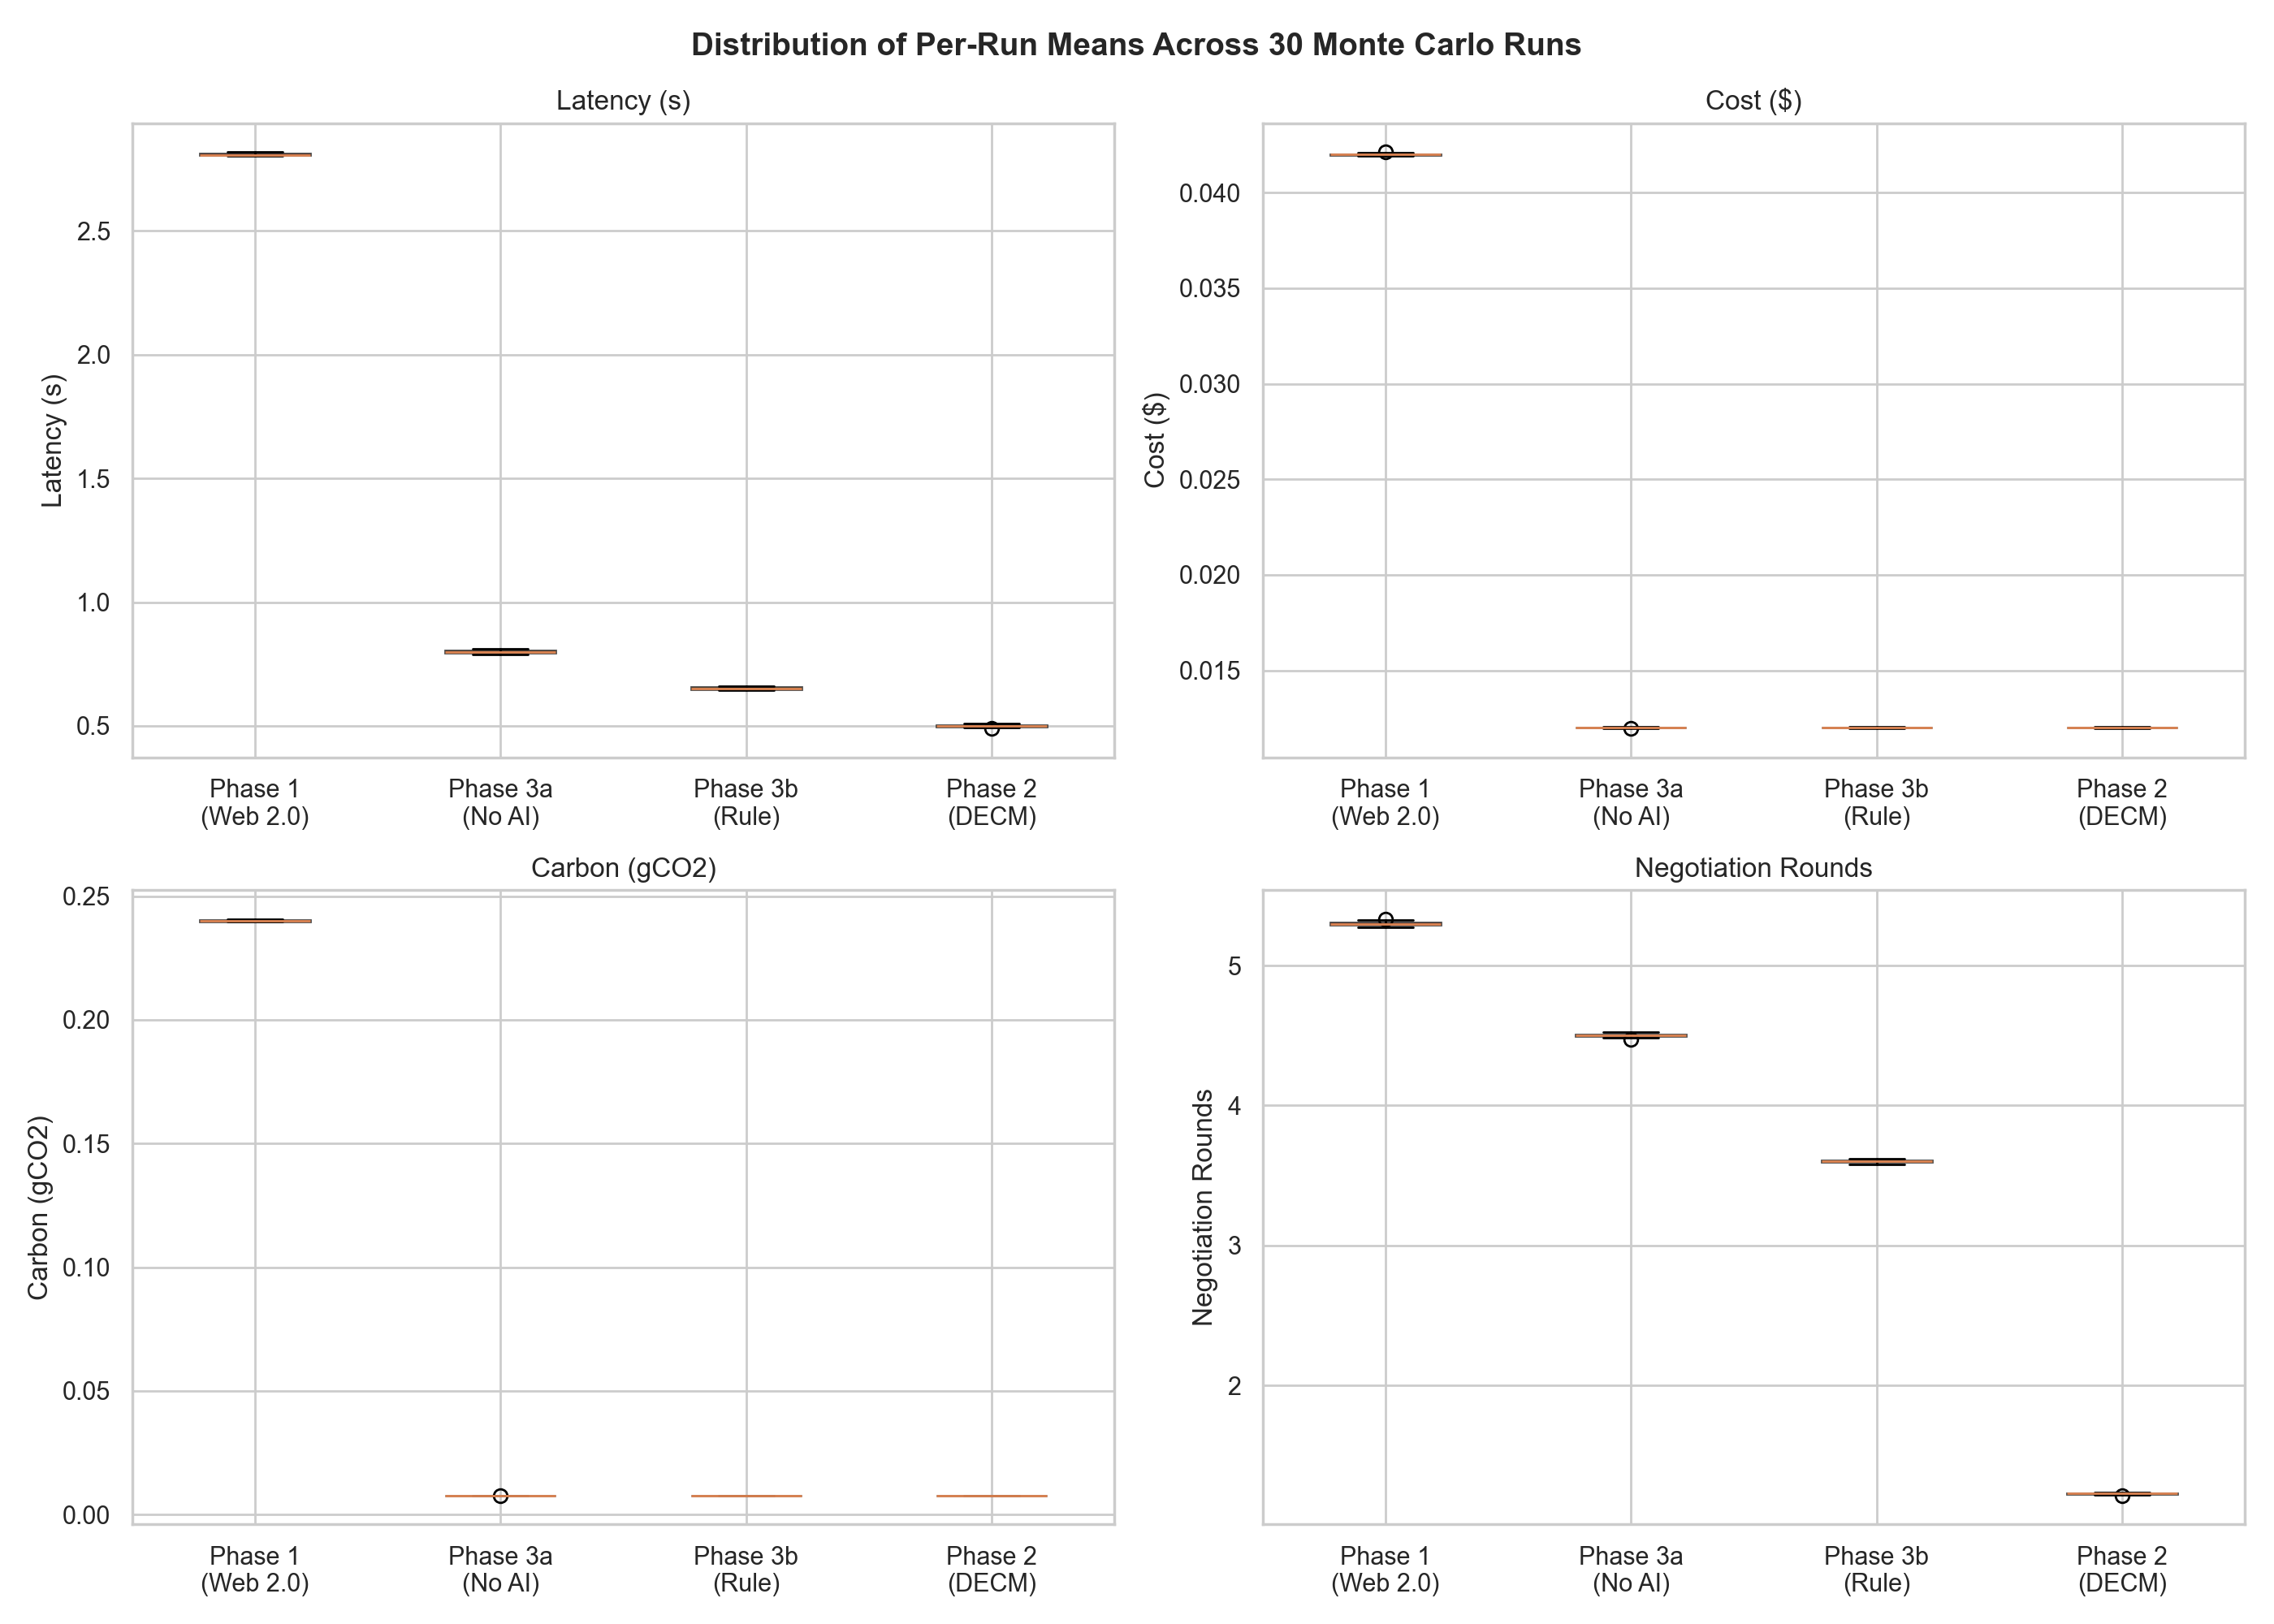 Distribution of Per-Run Means Across 30 Monte Carlo Runs
Latency (s)
Latency (s)
2.5
2.0
1.5
1.0
0.5
Phase 1
(Web 2.0)
Phase 3a
(No AI)
Phase 3b
(Rule)
Phase 2
(DECM)
Cost ($)
Cost ($)
0.040
0.035
0.030
0.025
0.020
0.015
Phase 1
(Web 2.0)
Phase 3a
(No AI)
Phase 3b
(Rule)
Phase 2
(DECM)
Carbon (gCO2)
Carbon (gCO2)
0.25
0.20
0.15
0.10
0.05
0.00
Phase 1
(Web 2.0)
Phase 3a
(No AI)
Phase 3b
(Rule)
Phase 2
(DECM)
Negotiation Rounds
Negotiation Rounds
5
4
3
2
Phase 1
(Web 2.0)
Phase 3a
(No AI)
Phase 3b
(Rule)
Phase 2
(DECM)